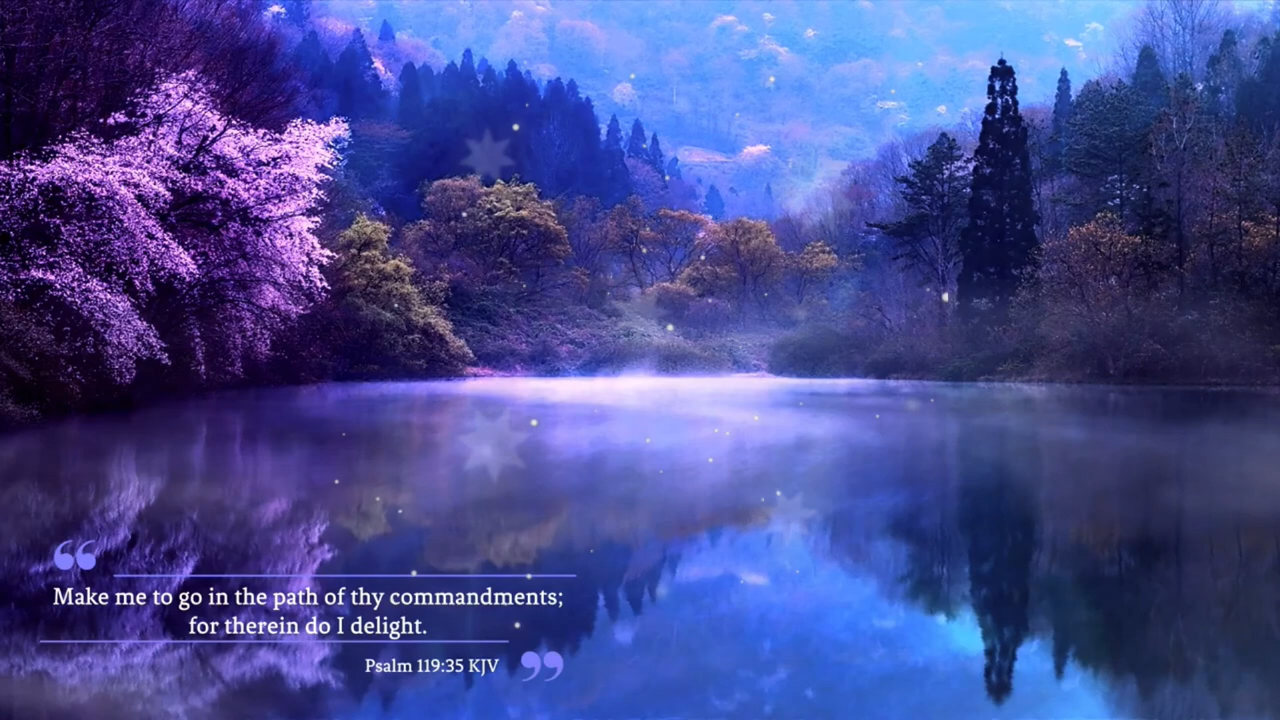 Make me to go in the path of thy commandments;
for therein do I delight.
Psalm 119:35 KJV